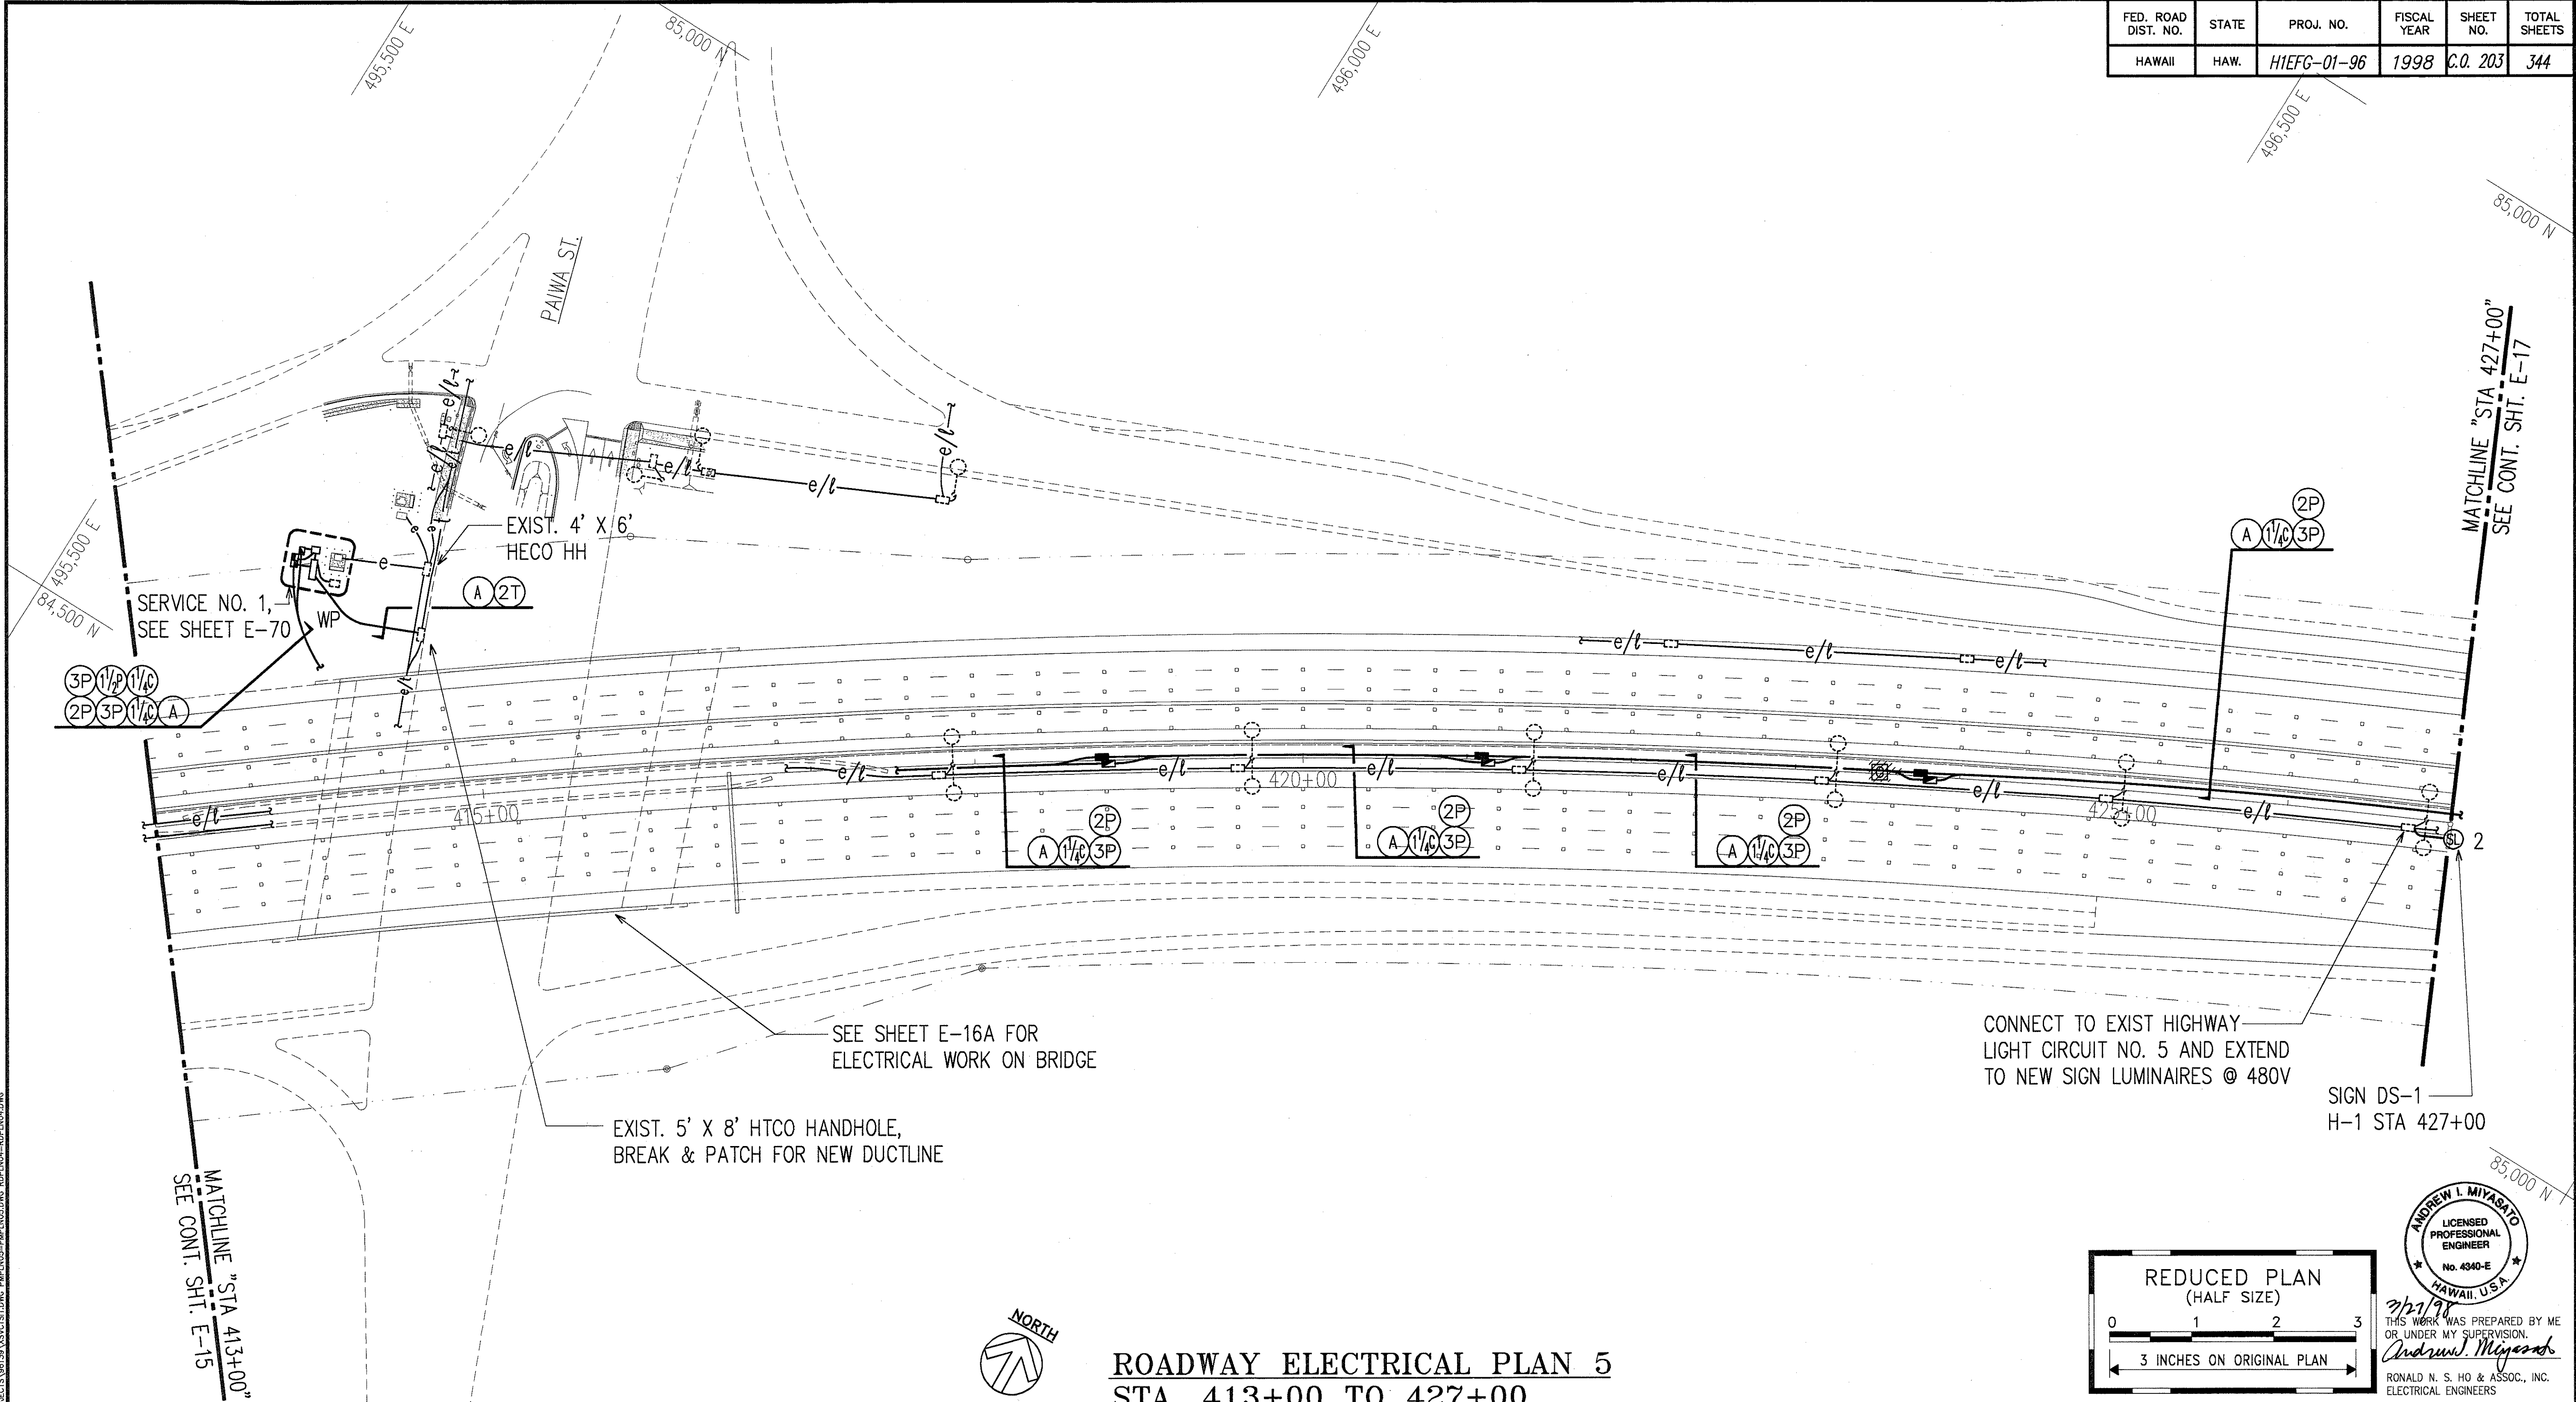 FED. ROAD DIST. NO.
STATE
PROJ. NO.
FISCAL YEAR
SHEET NO.
TOTAL SHEETS
HAWAII
HAW.
H1EFG-01-96
1998
C.O. 203
344
495,500 E
85,000 N
496,000 E
496,500 E
85,000 N
PAIWA ST.
MATCHLINE "STA 427+00"
SEE CONT. SHT. E-17
e/l
e/l
e/l
e/l
e/l
e/l
e/l
e
e
e
EXIST. 4' X 6'
HECO HH
495,500 E
84,500 N
SERVICE NO. 1,
SEE SHEET E-70
WP
A 2T
2P
A 1¼C 3P
3P 1½P 1¼C
2P 3P 1¼C A
e/l
e/l
e/l
e/l
e/l
e/l
e/l
e/l
e/l
e/l
e/l
415+00
420+00
425+00
2P
A 1¼C 3P
2P
A 1¼C 3P
2P
A 1¼C 3P
SL 2
SEE SHEET E-16A FOR
ELECTRICAL WORK ON BRIDGE
CONNECT TO EXIST HIGHWAY
LIGHT CIRCUIT NO. 5 AND EXTEND
TO NEW SIGN LUMINAIRES @ 480V
SIGN DS-1
H-1 STA 427+00
EXIST. 5' X 8' HTCO HANDHOLE,
BREAK & PATCH FOR NEW DUCTLINE
MATCHLINE "STA 413+00"
SEE CONT. SHT. E-15
85,000 N
NORTH
ROADWAY ELECTRICAL PLAN 5
STA. 413+00 TO 427+00
REDUCED PLAN
(HALF SIZE)
0 1 2 3
3 INCHES ON ORIGINAL PLAN
ANDREW I. MIYASATO
LICENSED
PROFESSIONAL
ENGINEER
No. 4340-E
HAWAII, U.S.A.
3/27/98
THIS WORK WAS PREPARED BY ME
OR UNDER MY SUPERVISION.
Andrew I. Miyasato
RONALD N. S. HO & ASSOC., INC.
ELECTRICAL ENGINEERS